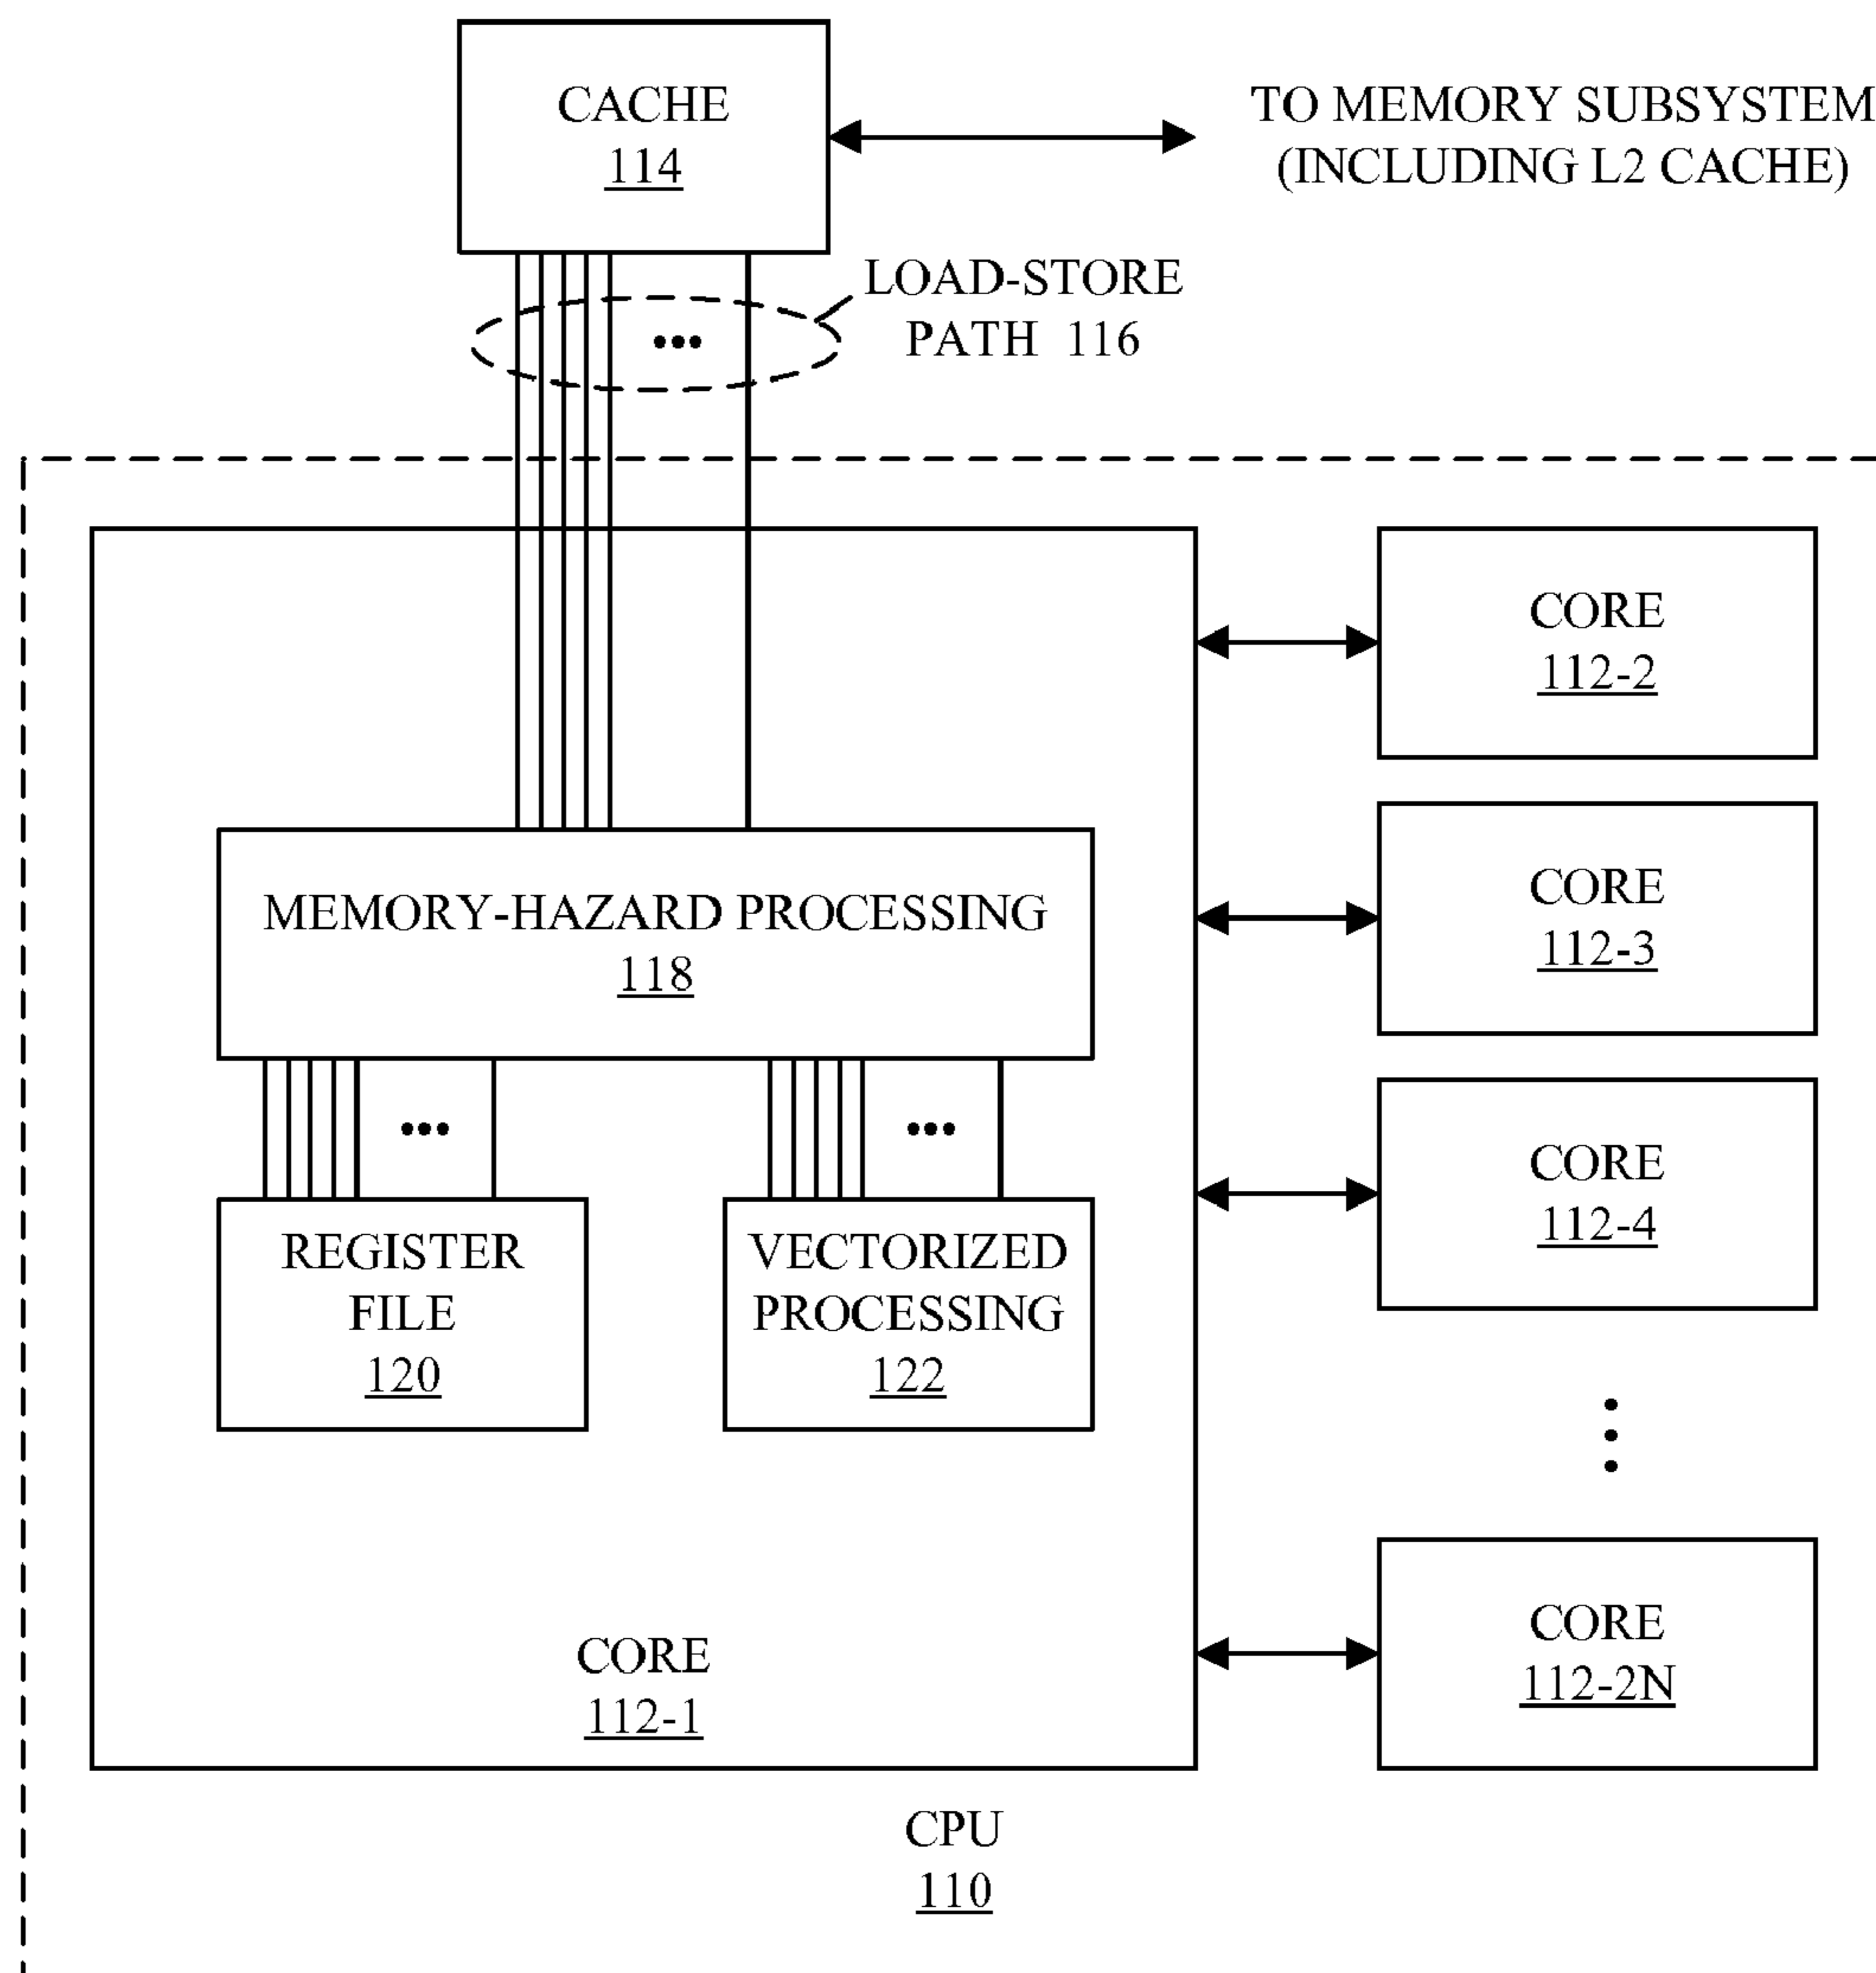 CACHE
114
TO MEMORY SUBSYSTEM
(INCLUDING L2 CACHE)
LOAD-STORE
PATH 116
CORE
112-2
MEMORY-HAZARD PROCESSING
118
CORE
112-3
REGISTER
FILE
120
VECTORIZED
PROCESSING
122
CORE
112-4
CORE
112-1
CORE
112-2N
CPU
110